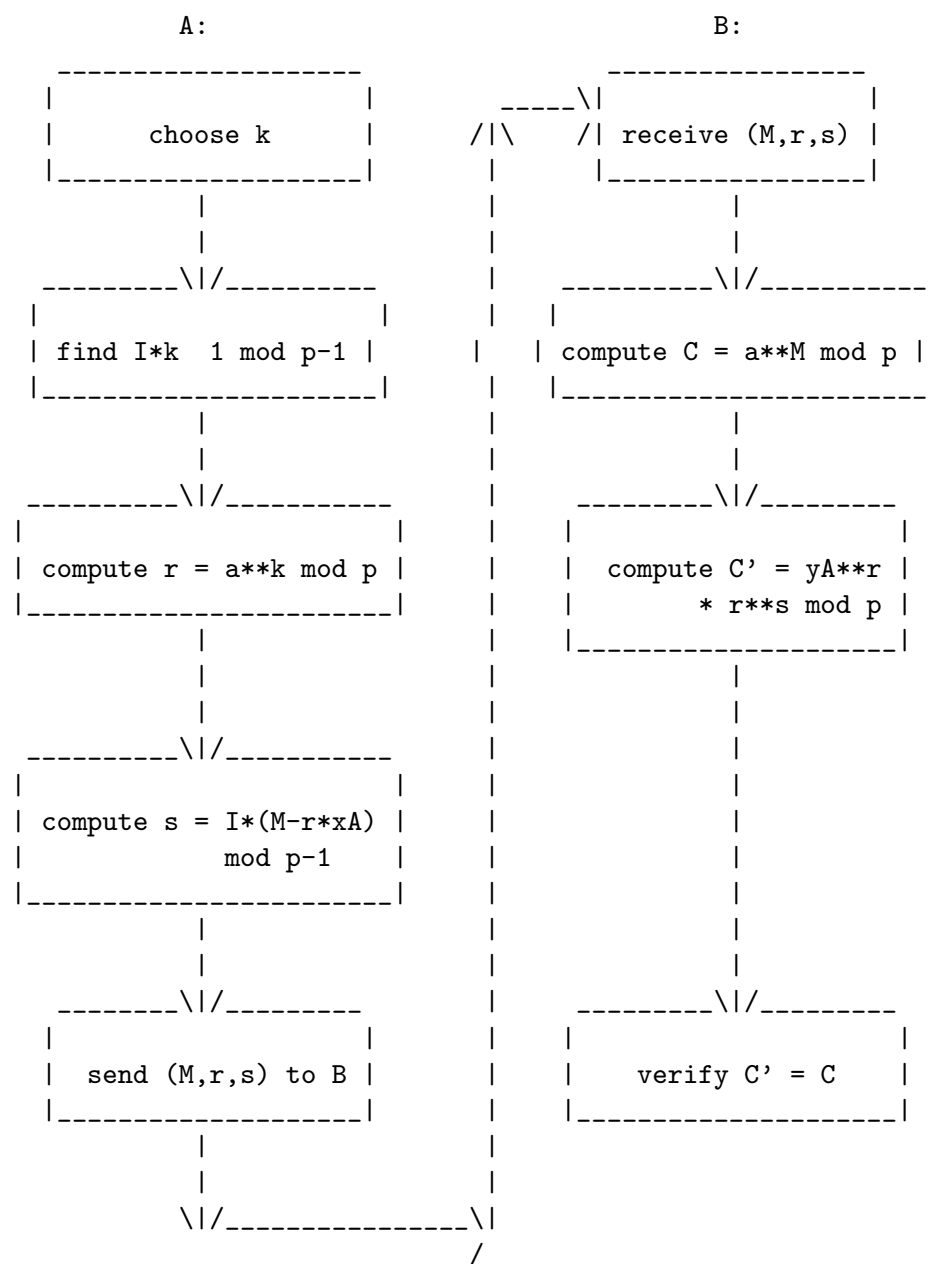 A:
choose k
find I*k 1 mod p-1
compute r = a**k mod p
compute s = I*(M-r*xA)
mod p-1
send (M,r,s) to B
B:
receive (M,r,s)
compute C = a**M mod p
compute C' = yA**r
* r**s mod p
verify C' = C